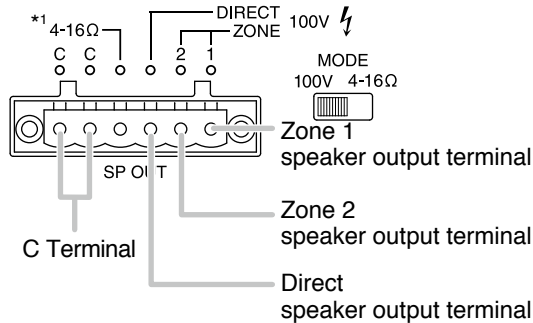 DIRECT
ZONE
100V
*1
4-16Ω
C C 2 1
MODE
100V 4-16Ω
SP OUT
Zone 1
speaker output terminal
Zone 2
speaker output terminal
C Terminal
Direct
speaker output terminal